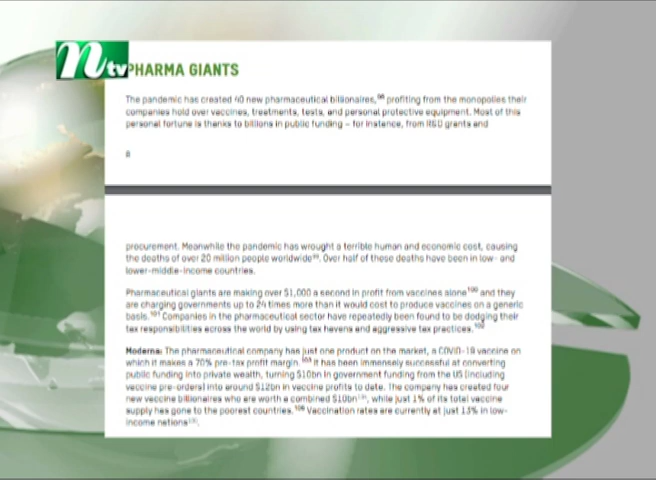 ntv
PHARMA GIANTS
The pandemic has created 40 new pharmaceutical billionaires,⁹⁸ profiting from the monopolies their
companies hold over vaccines, treatments, tests, and personal protective equipment. Most of this
personal fortune is thanks to billions in public funding – for instance, from R&D grants and
8
procurement. Meanwhile the pandemic has wrought a terrible human and economic cost, causing
the deaths of over 20 million people worldwide⁹⁹. Over half of these deaths have been in low- and
lower-middle-income countries.
Pharmaceutical giants are making over $1,000 a second in profit from vaccines alone¹⁰⁰ and they
are charging governments up to 24 times more than it would cost to produce vaccines on a generic
basis.¹⁰¹ Companies in the pharmaceutical sector have repeatedly been found to be dodging their
tax responsibilities across the world by using tax havens and aggressive tax practices.¹⁰²
Moderna: The pharmaceutical company has just one product on the market, a COVID-19 vaccine on
which it makes a 70% pre-tax profit margin.¹⁰³ It has been immensely successful at converting
public funding into private wealth, turning $10bn in government funding from the US (including
vaccine pre-orders) into around $12bn in vaccine profits to date. The company has created four
new vaccine billionaires who are worth a combined $10bn, while just 1% of its total vaccine
supply has gone to the poorest countries. Vaccination rates are currently at just 13% in low-
income nations.